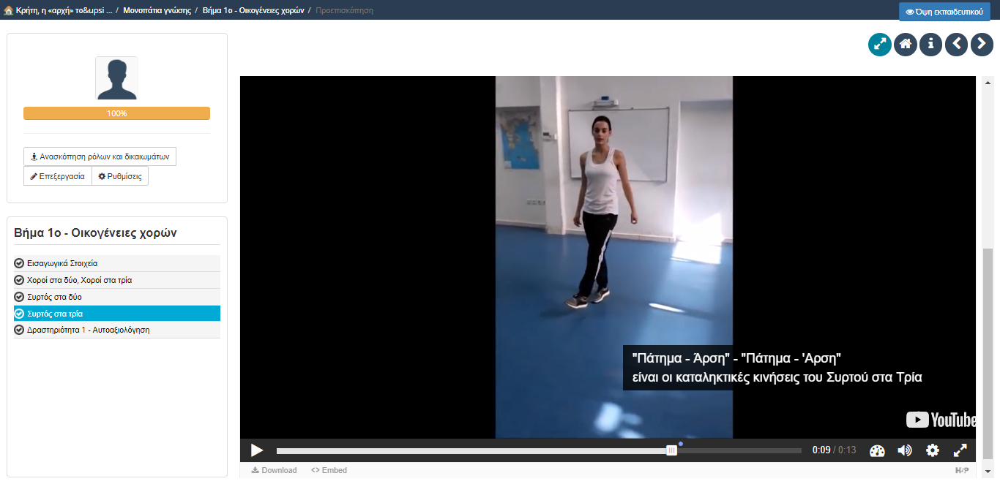 Κρήτη, η «αρχή» το&upsi ... / Μονοπάτια γνώσης / Βήμα 1ο - Οικογένειες χορών / Προεπισκόπηση
Όψη εκπαιδευτικού
100%
Ανασκόπηση ρόλων και δικαιωμάτων
Επεξεργασία
Ρυθμίσεις
Βήμα 1ο - Οικογένειες χορών
Εισαγωγικά Στοιχεία
Χοροί στα δύο, Χοροί στα τρία
Συρτός στα δύο
Συρτός στα τρία
Δραστηριότητα 1 - Αυτοαξιολόγηση
"Πάτημα - Άρση" - "Πάτημα - 'Αρση"
είναι οι καταληκτικές κινήσεις του Συρτού στα Τρία
YouTube
0:09 / 0:13
Download
<> Embed
H-P